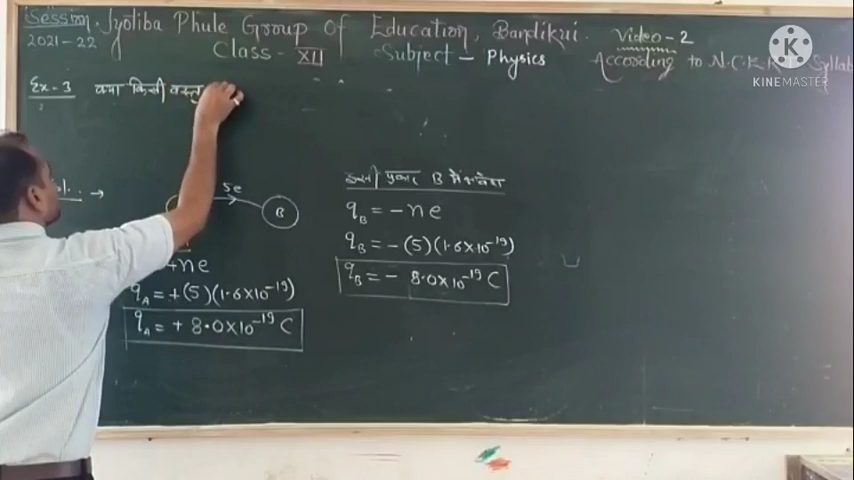 Session Jyotiba Phule Group Of Education, Bandikui. Video-2
2021-22 Class - XII Subject - Physics According to N.C.E.R.T Syllab
KINEMASTER
Ex-3 क्या किसी वस्तु
5e
B
+ne
q_A = +(5)(1.6×10⁻¹⁹)
q_A = + 8.0×10⁻¹⁹ C
इसी प्रकार B में आवेश
q_B = -ne
q_B = -(5)(1.6×10⁻¹⁹)
q_B = - 8.0×10⁻¹⁹ C